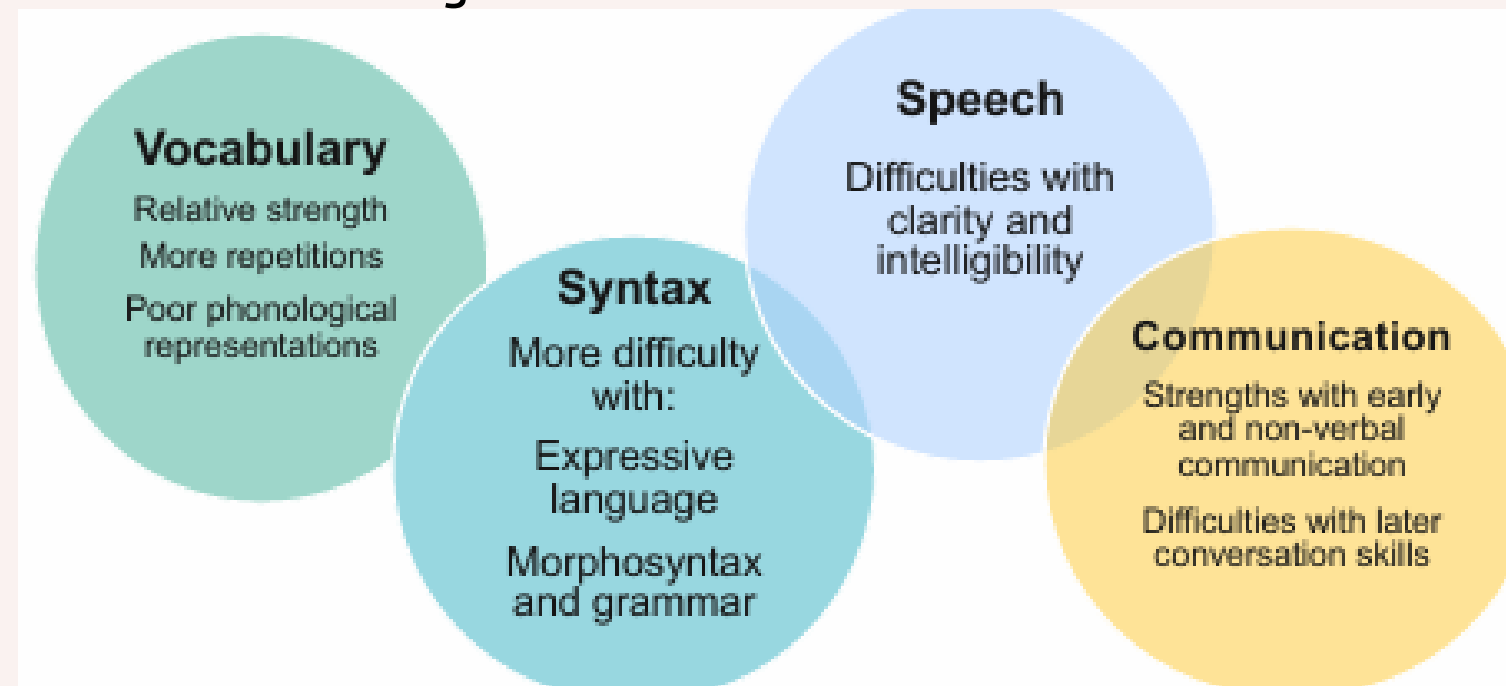 Vocabulary
Relative strength
More repetitions
Poor phonological
representations
Syntax
More difficulty
with:
Expressive
language
Morphosyntax
and grammar
Speech
Difficulties with
clarity and
intelligibility
Communication
Strengths with early
and non-verbal
communication
Difficulties with later
conversation skills